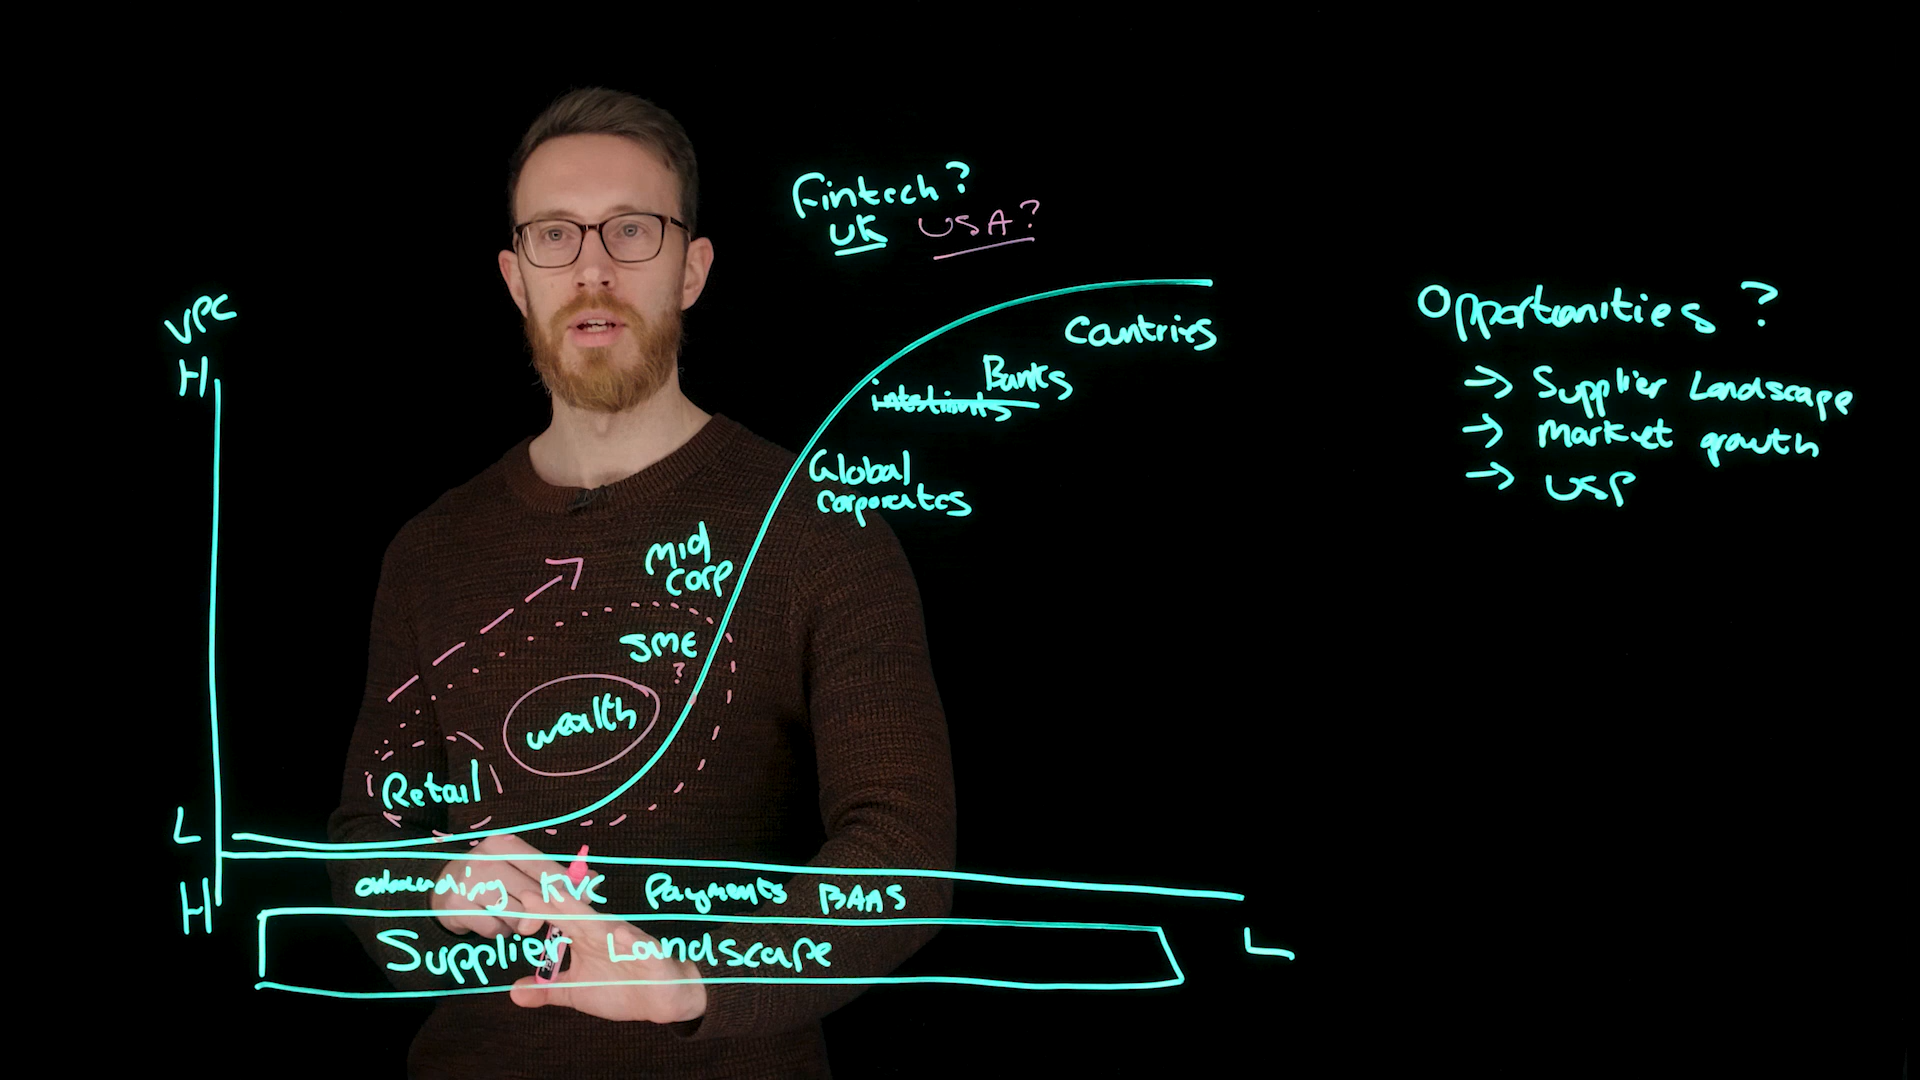 Fintech?
UK USA?
VPC
H
Opportunities?
→ Supplier Landscape
→ Market growth
→ USP
Countries
Banks
Global
corporates
Mid
corp
SME
?
wealth
Retail
L
onboarding KYC Payments BAAS
H
Supplier Landscape
L